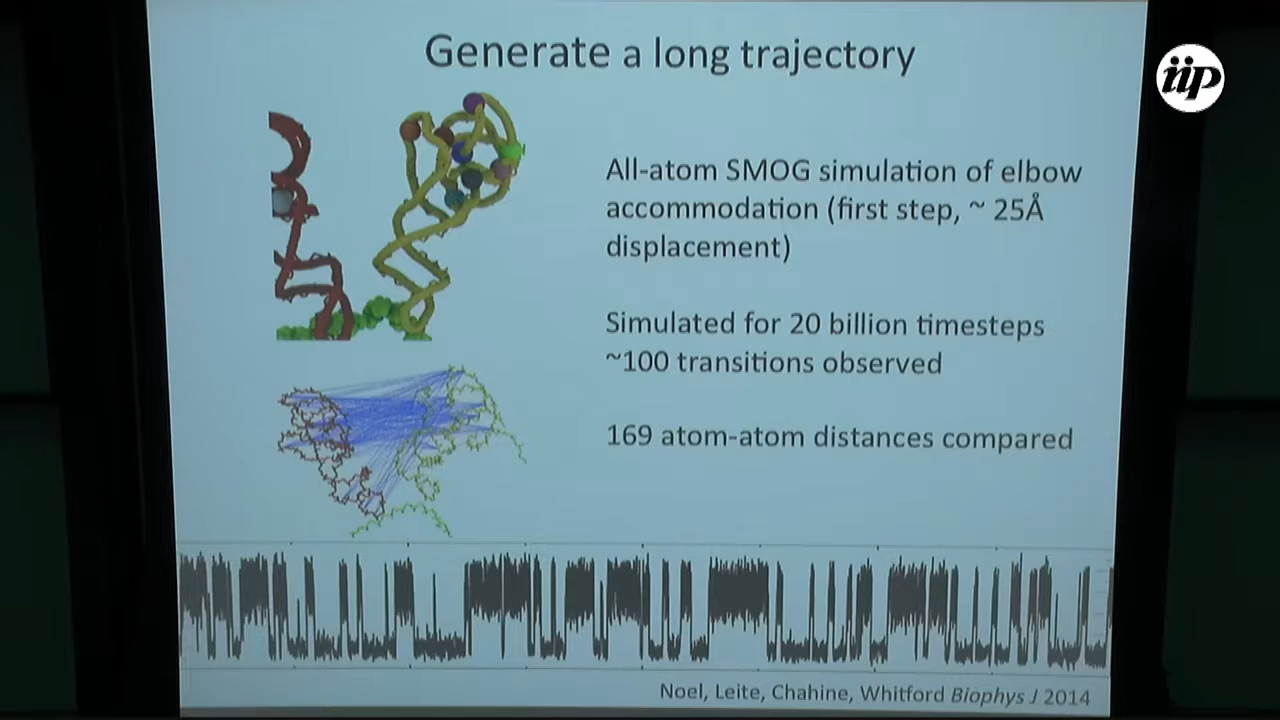 Generate a long trajectory
iip
All-atom SMOG simulation of elbow
accommodation (first step, ~ 25Å
displacement)
Simulated for 20 billion timesteps
~100 transitions observed
169 atom-atom distances compared
Noel, Leite, Chahine, Whitford Biophys J 2014